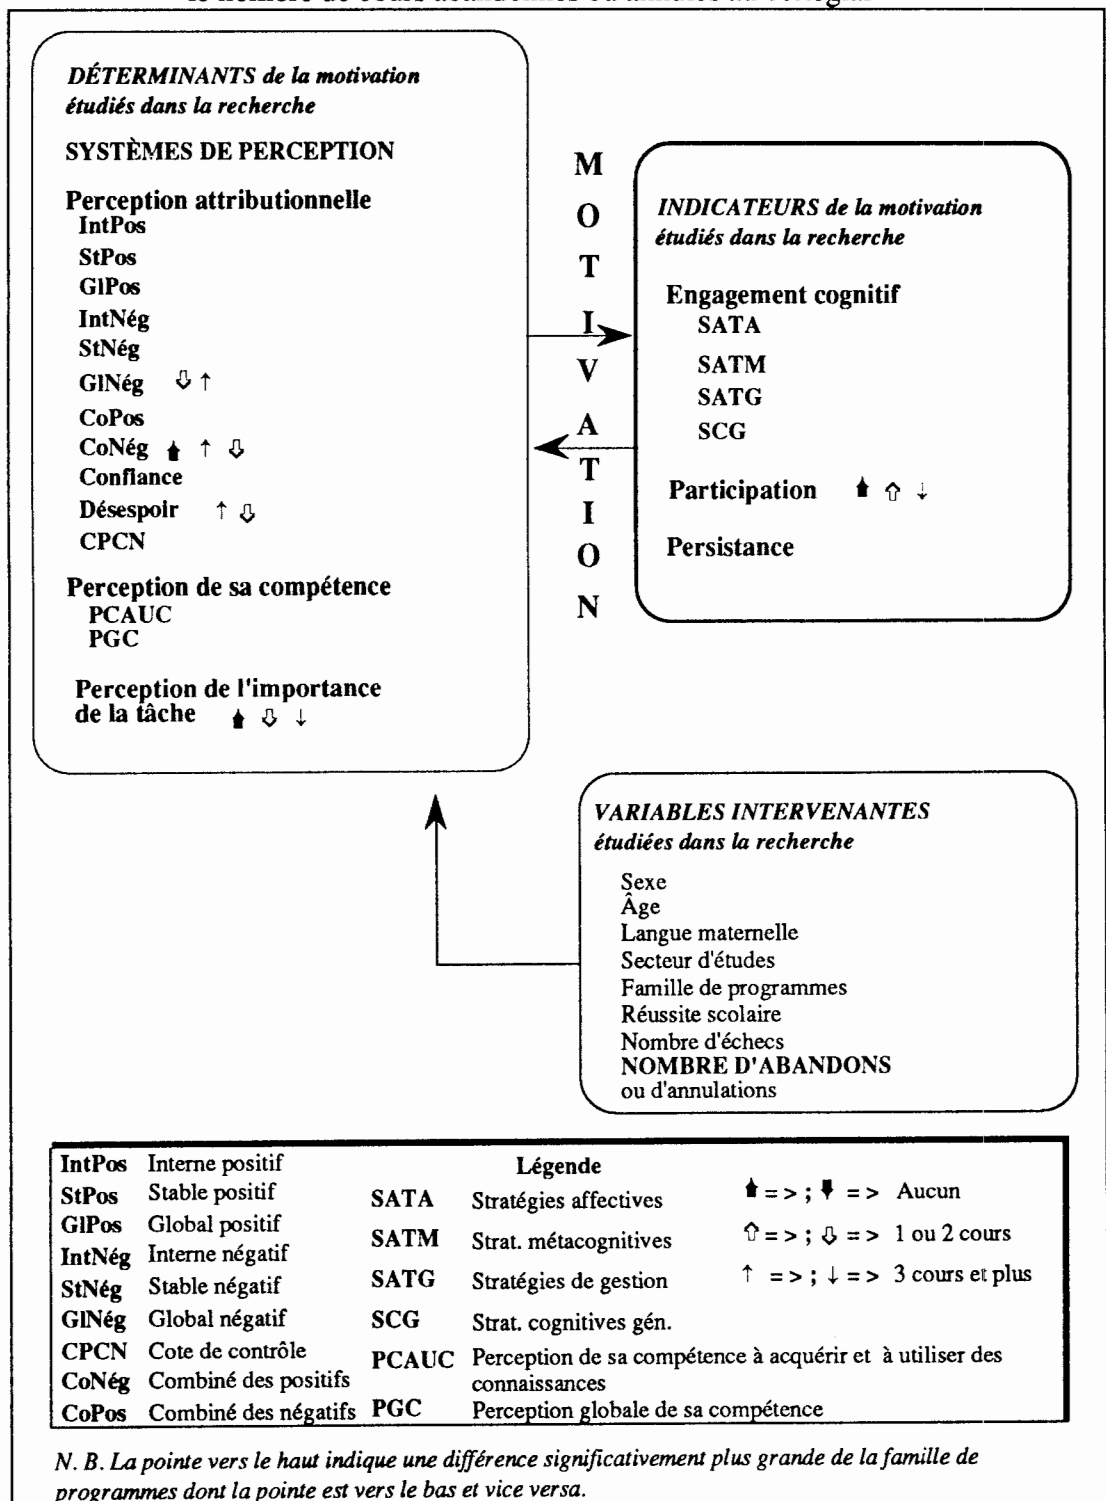 DÉTERMINANTS de la motivation
étudiés dans la recherche
SYSTÈMES DE PERCEPTION
Perception attributionnelle
IntPos
StPos
GlPos
IntNég
StNég
GlNég ⇩ ↑
CoPos
CoNég ⬆ ↑ ⇩
Confiance
Désespoir ↑ ⇩
CPCN
Perception de sa compétence
PCAUC
PGC
Perception de l'importance
de la tâche ⬆ ⇩ ↓
M
O
T
I
V
A
T
I
O
N
INDICATEURS de la motivation
étudiés dans la recherche
Engagement cognitif
SATA
SATM
SATG
SCG
Participation ⬆ ⇧ ↓
Persistance
VARIABLES INTERVENANTES
étudiées dans la recherche
Sexe
Âge
Langue maternelle
Secteur d'études
Famille de programmes
Réussite scolaire
Nombre d'échecs
NOMBRE D'ABANDONS
ou d'annulations
Légende
IntPos Interne positif
StPos Stable positif
GlPos Global positif
IntNég Interne négatif
StNég Stable négatif
GlNég Global négatif
CPCN Cote de contrôle
CoNég Combiné des positifs
CoPos Combiné des négatifs
SATA Stratégies affectives
SATM Strat. métacognitives
SATG Stratégies de gestion
SCG Strat. cognitives gén.
PCAUC Perception de sa compétence à acquérir et à utiliser des
connaissances
PGC Perception globale de sa compétence
⬆ = > ; ⬇ = > Aucun
⇧ = > ; ⇩ = > 1 ou 2 cours
↑ = > ; ↓ = > 3 cours et plus
N. B. La pointe vers le haut indique une différence significativement plus grande de la famille de
programmes dont la pointe est vers le bas et vice versa.